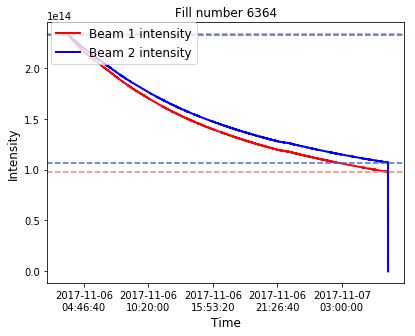 Fill number 6364
1e14
Beam 1 intensity
Beam 2 intensity
2.0
1.5
1.0
0.5
0.0
Intensity
2017-11-06 2017-11-06 2017-11-06 2017-11-06 2017-11-07
04:46:40 10:20:00 15:53:20 21:26:40 03:00:00
Time